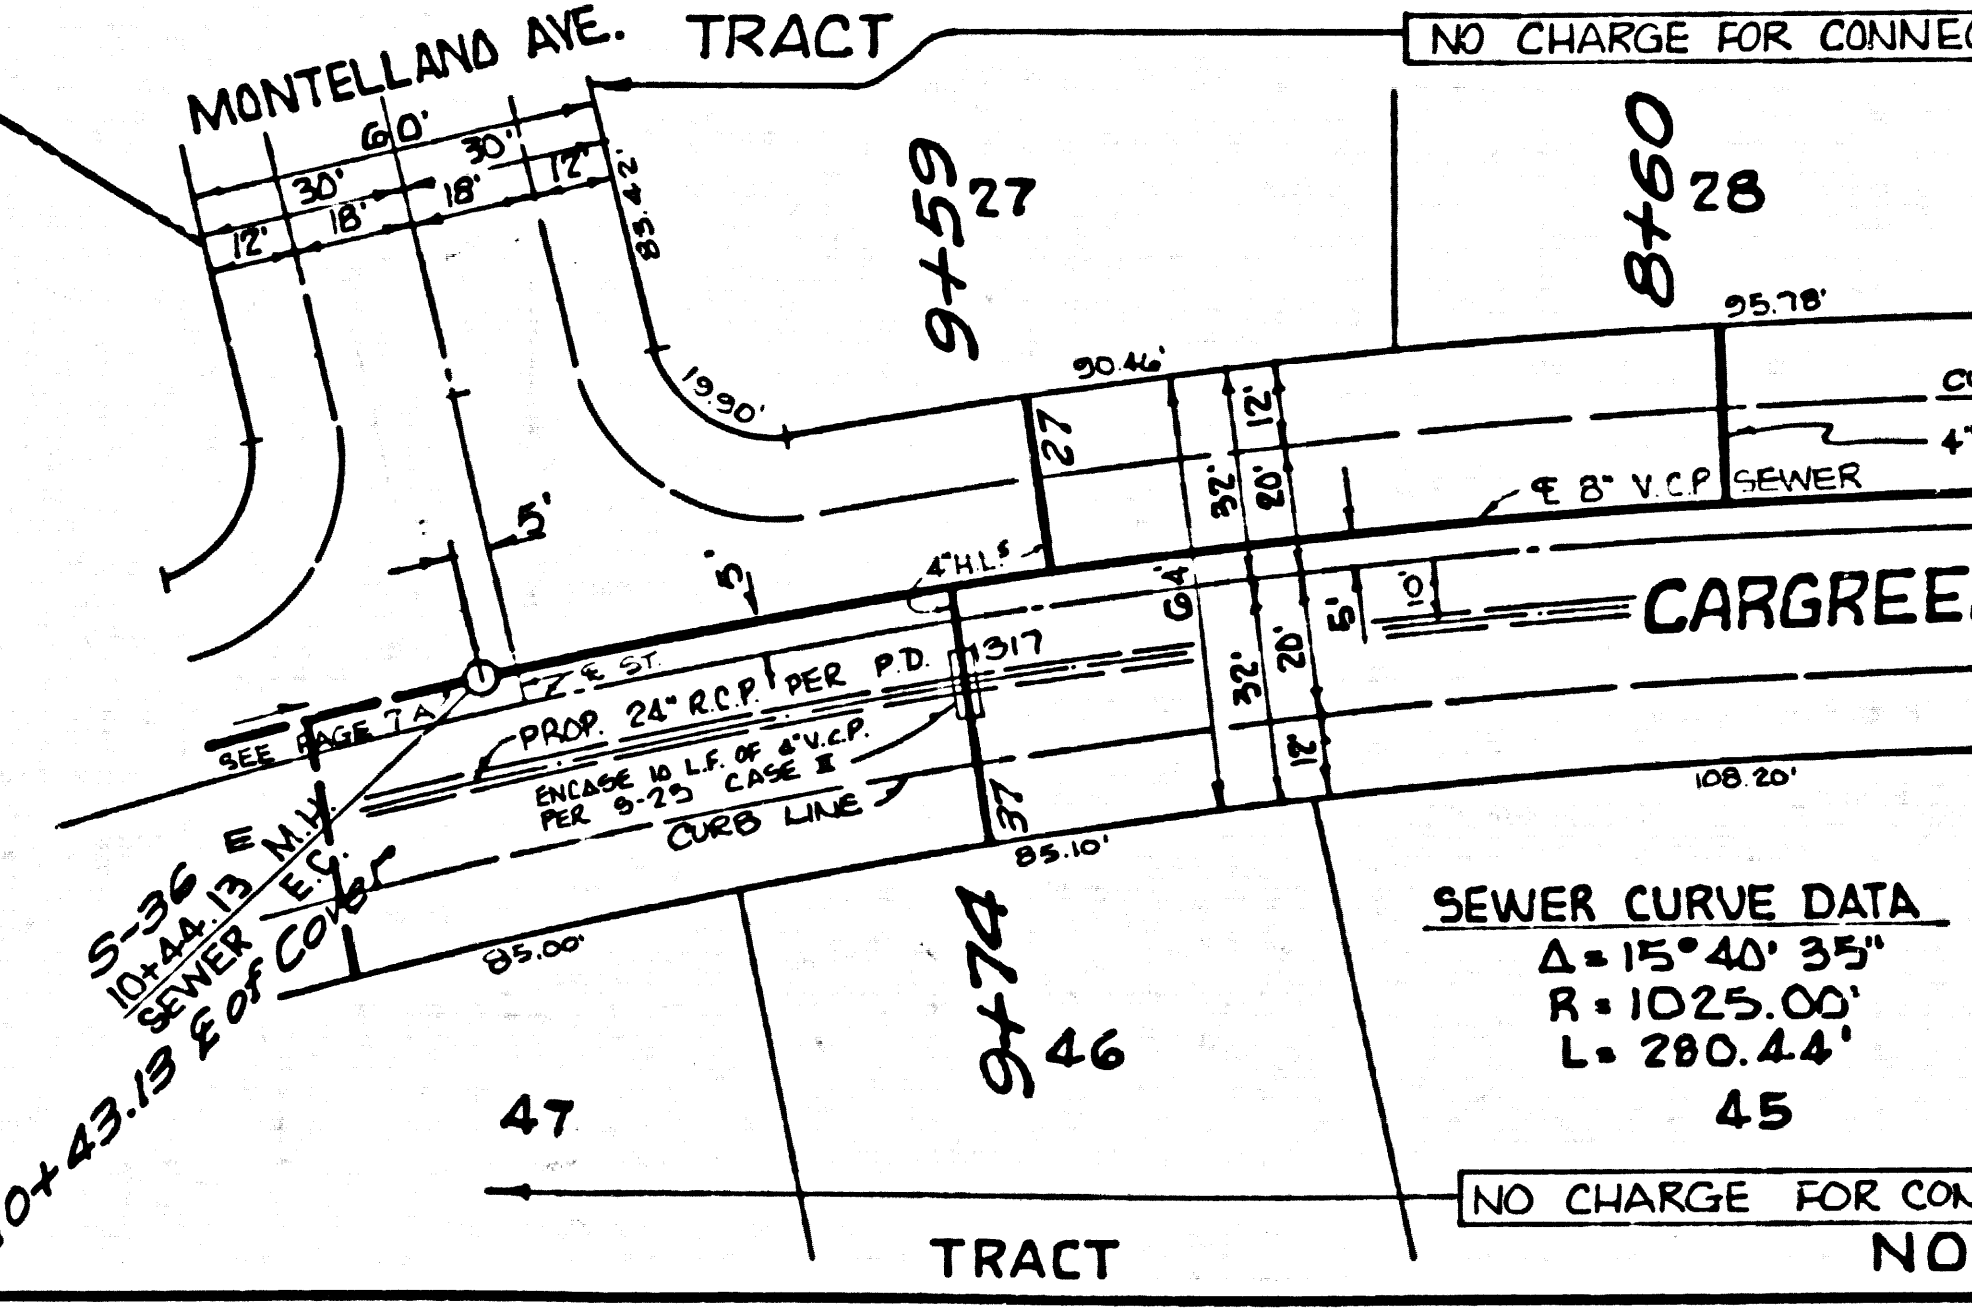 MONTELLAND AVE.
TRACT
NO CHARGE FOR CONNEC
60'
30'
30'
12'
18'
18'
12'
85.42'
19.90'
9+59
27
8+60
28
90.46'
95.78'
27
32'
12'
20'
℄ 8" V.C.P. SEWER
4"
5'
5'
4" H.L.s
64'
5'
10'
CARGREE
℄ ST.
1317
32'
20'
12'
SEE PAGE 7A
PROP. 24" R.C.P. PER P.D.
ENCASE 10 L.F. OF 4" V.C.P.
PER S-23 CASE II
CURB LINE
37
85.10'
108.20'
85.00'
S-36
10+44.13 M.H.
SEWER E.C.
0+43.13 ℄ of
9+74
46
47
SEWER CURVE DATA
Δ = 15° 40' 35"
R = 1025.00'
L = 280.44'
45
NO CHARGE FOR CON
TRACT
NO